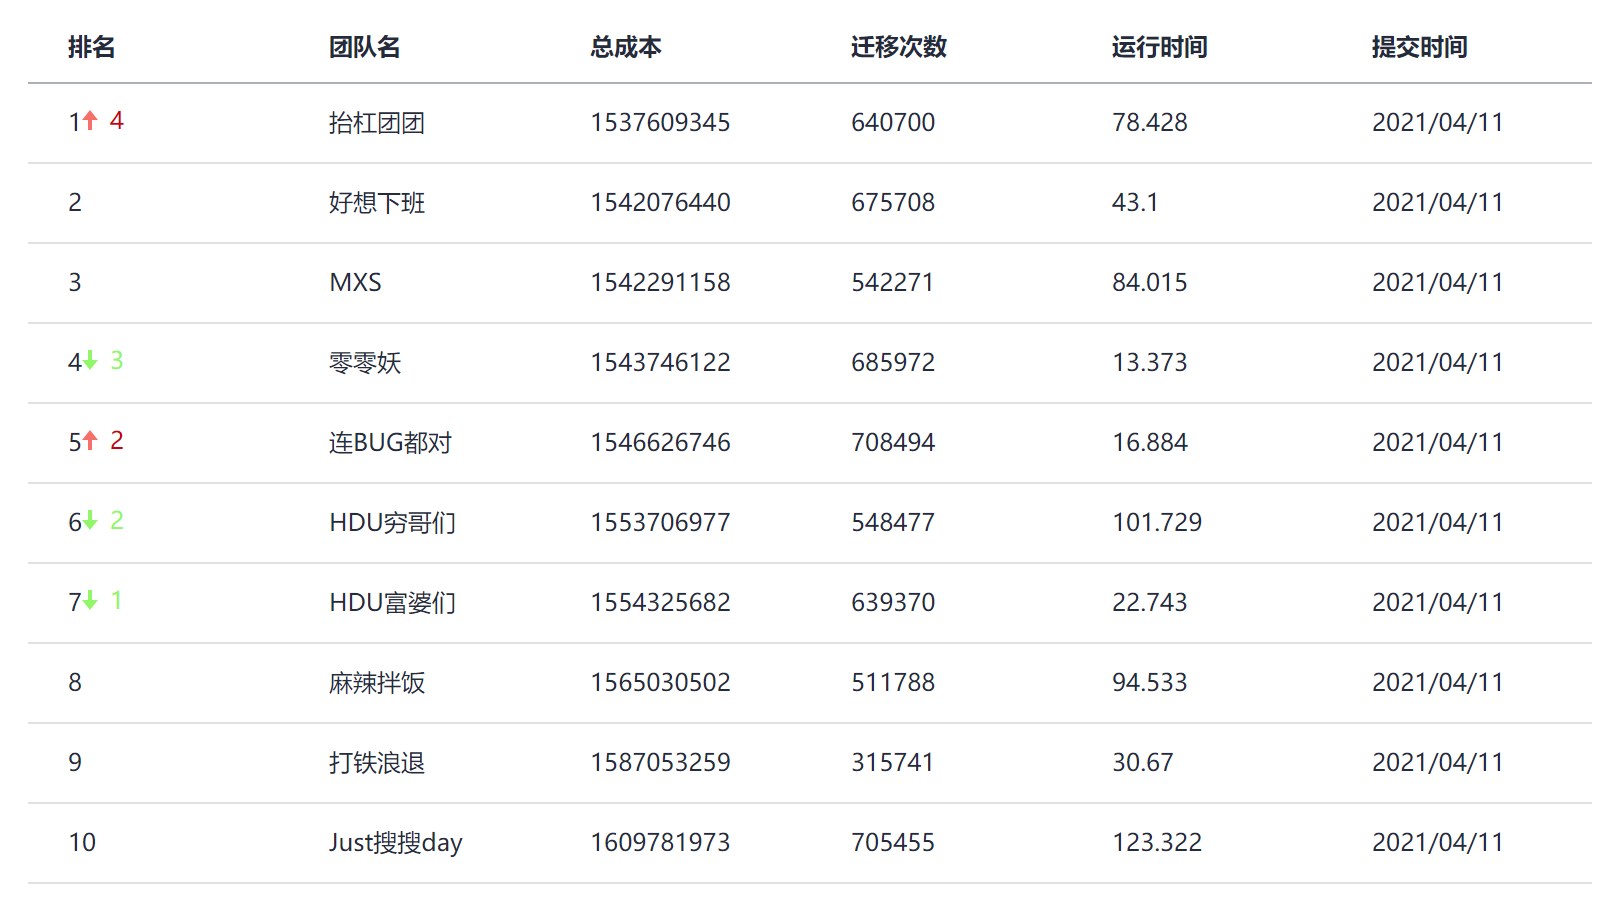 排名 团队名 总成本 迁移次数 运行时间 提交时间
1 4 抬杠团团 1537609345 640700 78.428 2021/04/11
2 好想下班 1542076440 675708 43.1 2021/04/11
3 MXS 1542291158 542271 84.015 2021/04/11
4 3 零零妖 1543746122 685972 13.373 2021/04/11
5 2 连BUG都对 1546626746 708494 16.884 2021/04/11
6 2 HDU穷哥们 1553706977 548477 101.729 2021/04/11
7 1 HDU富婆们 1554325682 639370 22.743 2021/04/11
8 麻辣拌饭 1565030502 511788 94.533 2021/04/11
9 打铁浪退 1587053259 315741 30.67 2021/04/11
10 Just搜搜day 1609781973 705455 123.322 2021/04/11